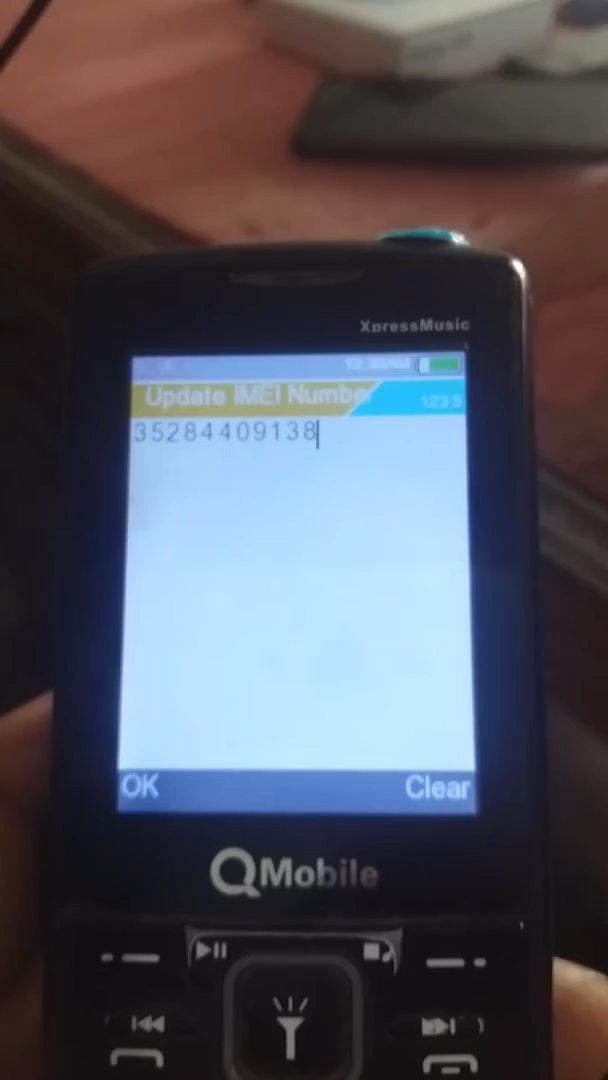 XpressMusic
Update IMEI Number
35284409138
OK Clear
QMobile